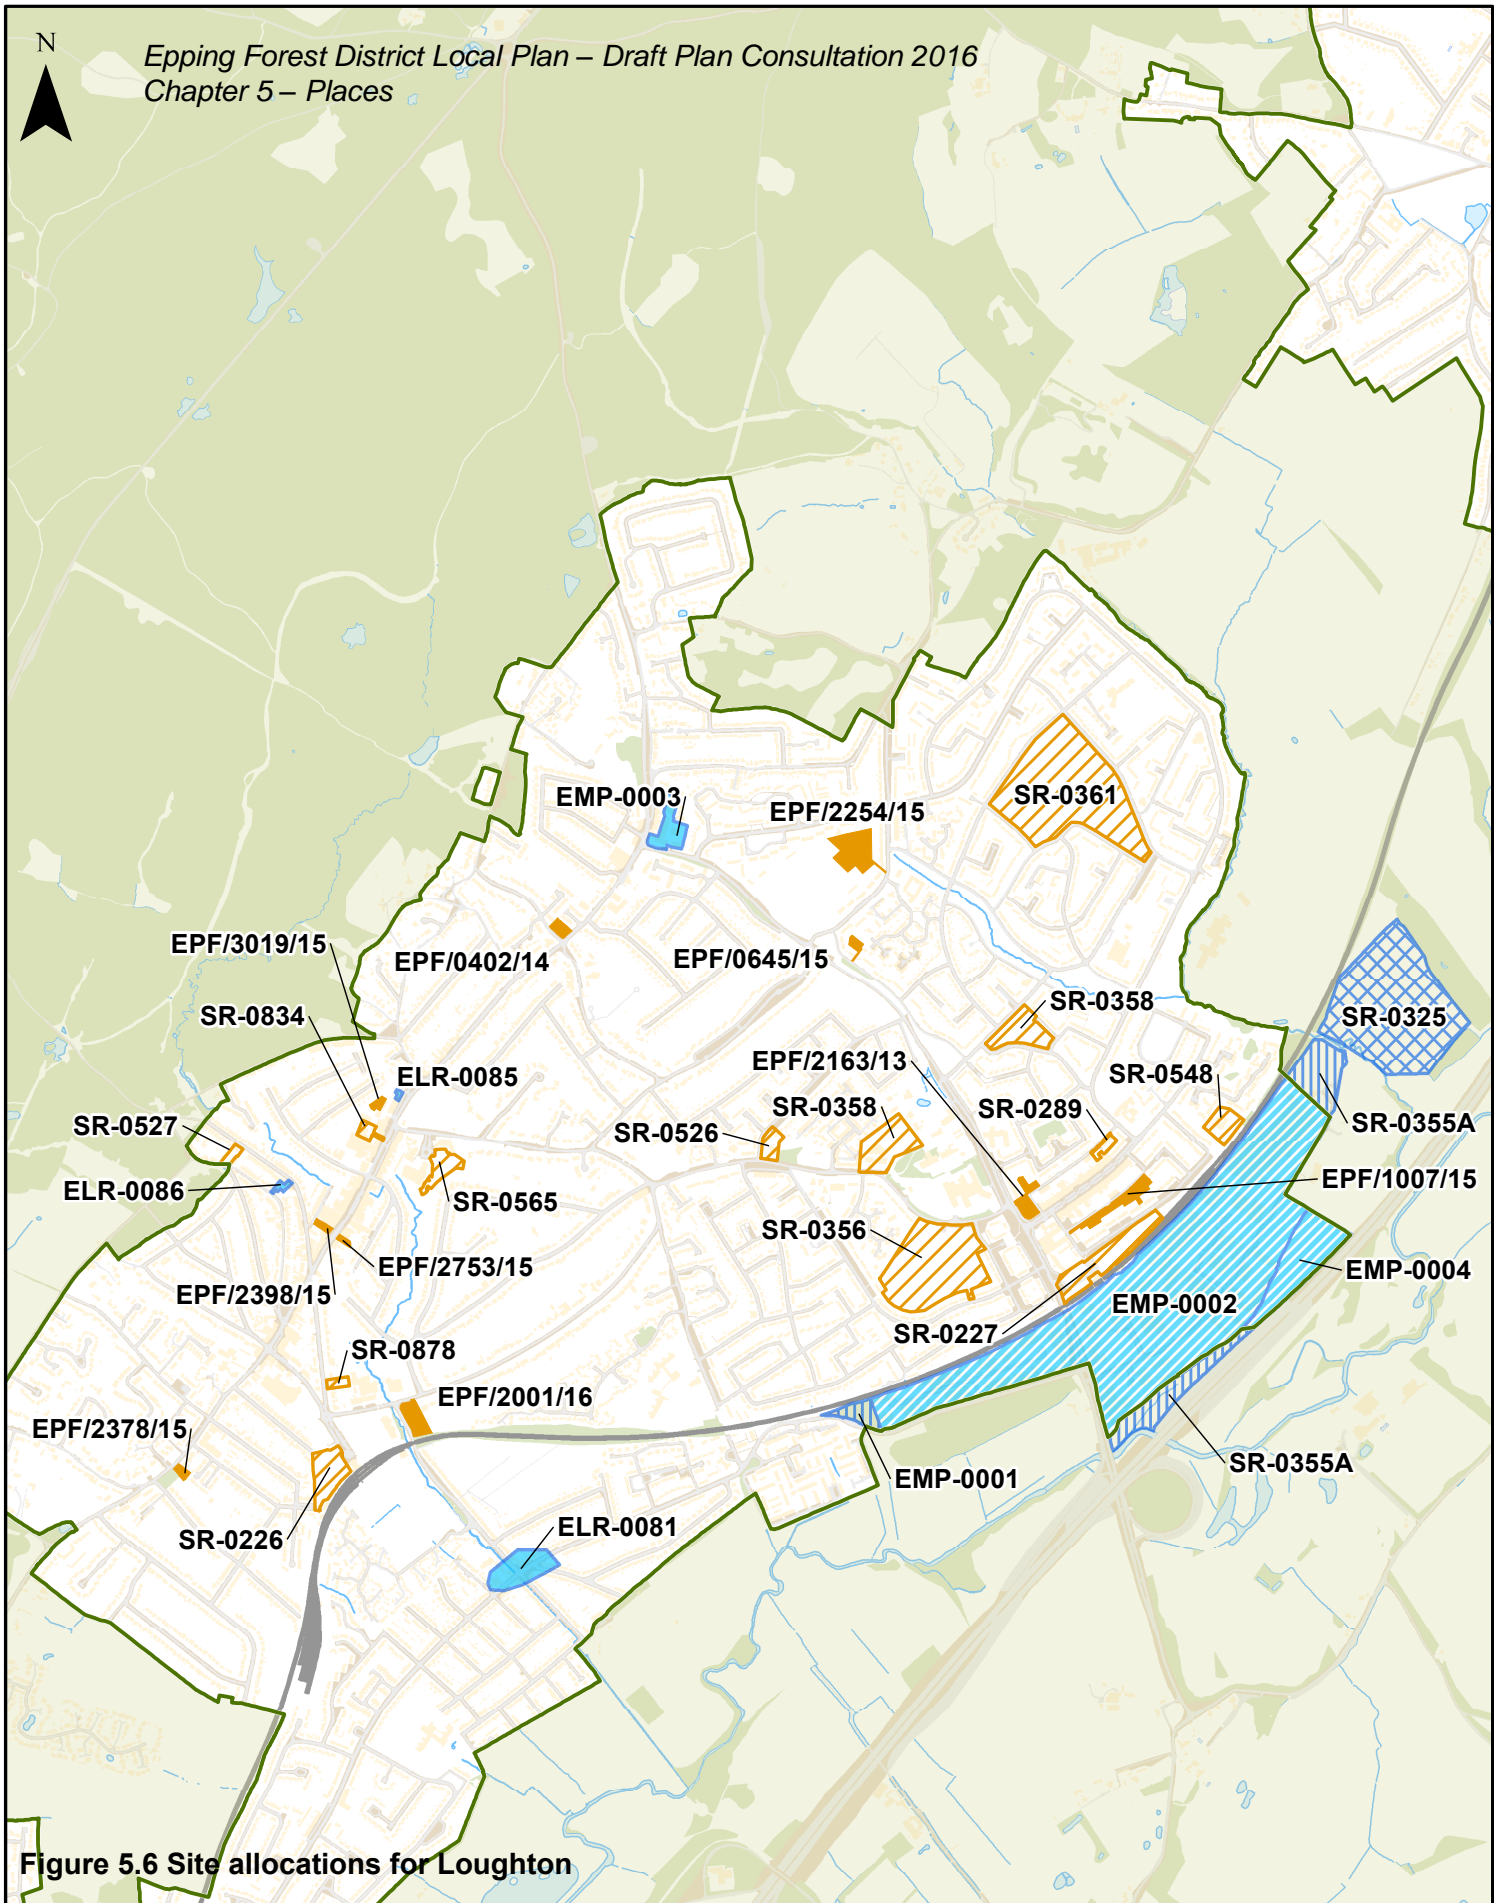 N
Epping Forest District Local Plan – Draft Plan Consultation 2016
Chapter 5 – Places
EMP-0003
EPF/2254/15
SR-0361
EPF/3019/15
EPF/0402/14
EPF/0645/15
SR-0834
SR-0358
SR-0325
EPF/2163/13
ELR-0085
SR-0548
SR-0358
SR-0289
SR-0527
SR-0526
SR-0355A
ELR-0086
SR-0565
EPF/1007/15
SR-0356
EPF/2753/15
EMP-0004
EPF/2398/15
EMP-0002
SR-0227
SR-0878
EPF/2001/16
EPF/2378/15
SR-0355A
EMP-0001
ELR-0081
SR-0226
Figure 5.6 Site allocations for Loughton